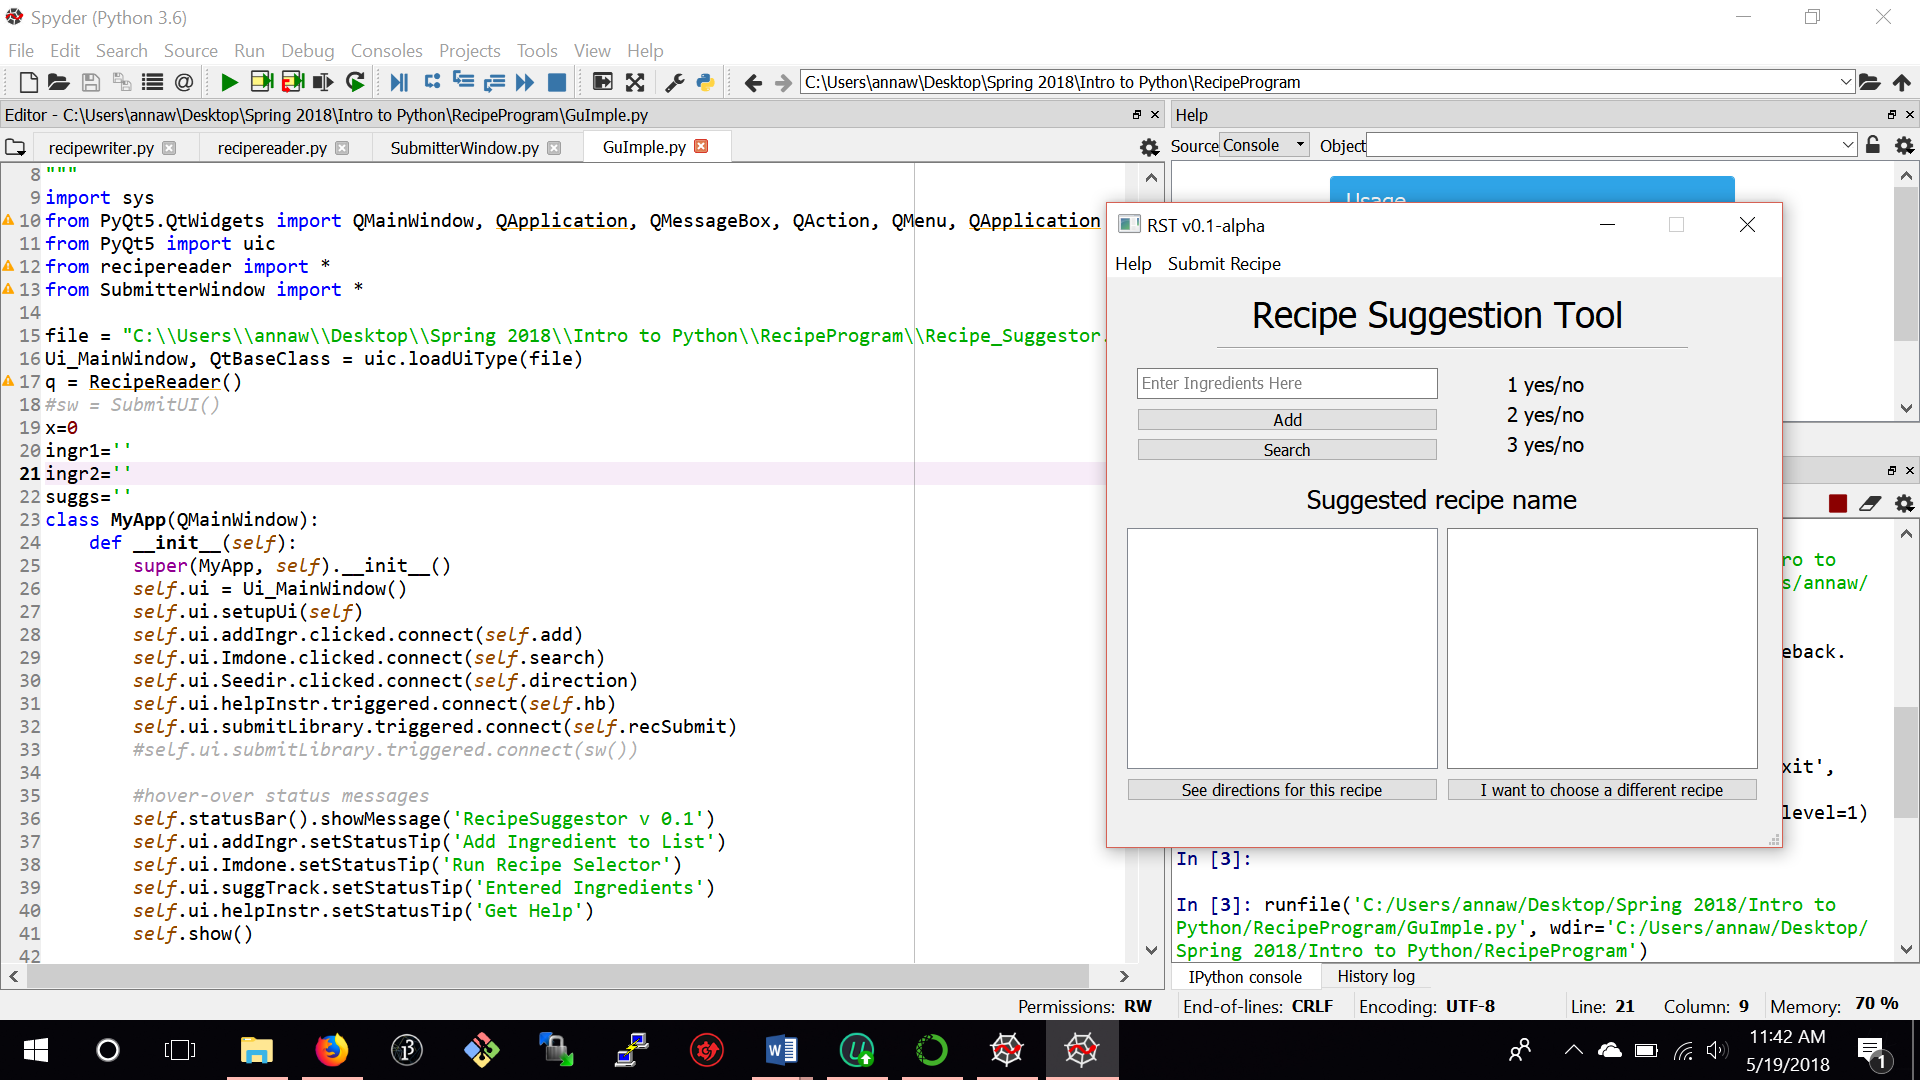 Spyder (Python 3.6)
File Edit Search Source Run Debug Consoles Projects Tools View Help
C:\Users\annaw\Desktop\Spring 2018\Intro to Python\RecipeProgram
Editor - C:\Users\annaw\Desktop\Spring 2018\Intro to Python\RecipeProgram\GuImple.py
recipewriter.py recipereader.py SubmitterWindow.py GuImple.py
8 """
9 import sys
10 from PyQt5.QtWidgets import QMainWindow, QApplication, QMessageBox, QAction, QMenu, QApplication
11 from PyQt5 import uic
12 from recipereader import *
13 from SubmitterWindow import *
14
15 file = "C:\\Users\\annaw\\Desktop\\Spring 2018\\Intro to Python\\RecipeProgram\\Recipe_Suggestor.
16 Ui_MainWindow, QtBaseClass = uic.loadUiType(file)
17 q = RecipeReader()
18 #sw = SubmitUI()
19 x=0
20 ingr1=''
21 ingr2=''
22 suggs=''
23 class MyApp(QMainWindow):
24 def __init__(self):
25 super(MyApp, self).__init__()
26 self.ui = Ui_MainWindow()
27 self.ui.setupUi(self)
28 self.ui.addIngr.clicked.connect(self.add)
29 self.ui.Imdone.clicked.connect(self.search)
30 self.ui.Seedir.clicked.connect(self.direction)
31 self.ui.helpInstr.triggered.connect(self.hb)
32 self.ui.submitLibrary.triggered.connect(self.recSubmit)
33 #self.ui.submitLibrary.triggered.connect(sw())
34
35 #hover-over status messages
36 self.statusBar().showMessage('RecipeSuggestor v 0.1')
37 self.ui.addIngr.setStatusTip('Add Ingredient to List')
38 self.ui.Imdone.setStatusTip('Run Recipe Selector')
39 self.ui.suggTrack.setStatusTip('Entered Ingredients')
40 self.ui.helpInstr.setStatusTip('Get Help')
41 self.show()
42
Help
Source Console Object
Usage
RST v0.1-alpha
Help Submit Recipe
Recipe Suggestion Tool
Enter Ingredients Here
Add
Search
1 yes/no
2 yes/no
3 yes/no
Suggested recipe name
See directions for this recipe
I want to choose a different recipe
ro to
s/annaw/
eback.
xit',
level=1)
In [3]:
In [3]: runfile('C:/Users/annaw/Desktop/Spring 2018/Intro to
Python/RecipeProgram/GuImple.py', wdir='C:/Users/annaw/Desktop/
Spring 2018/Intro to Python/RecipeProgram')
IPython console History log
Permissions: RW End-of-lines: CRLF Encoding: UTF-8 Line: 21 Column: 9 Memory: 70 %
11:42 AM
5/19/2018
1